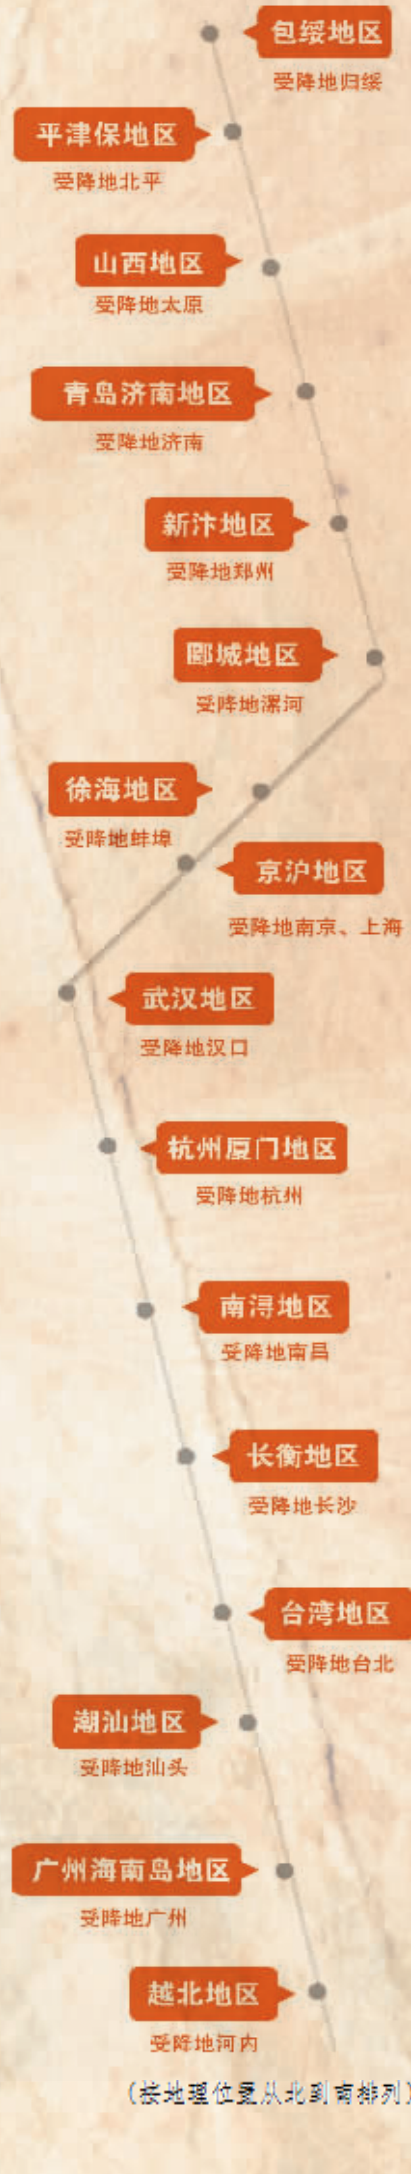 包绥地区
受降地归绥
平津保地区
受降地北平
山西地区
受降地太原
青岛济南地区
受降地济南
新汴地区
受降地郑州
郾城地区
受降地漯河
徐海地区
受降地蚌埠
京沪地区
受降地南京、上海
武汉地区
受降地汉口
杭州厦门地区
受降地杭州
南浔地区
受降地南昌
长衡地区
受降地长沙
台湾地区
受降地台北
潮汕地区
受降地汕头
广州海南岛地区
受降地广州
越北地区
受降地河内
(按地理位置从北到南排列)